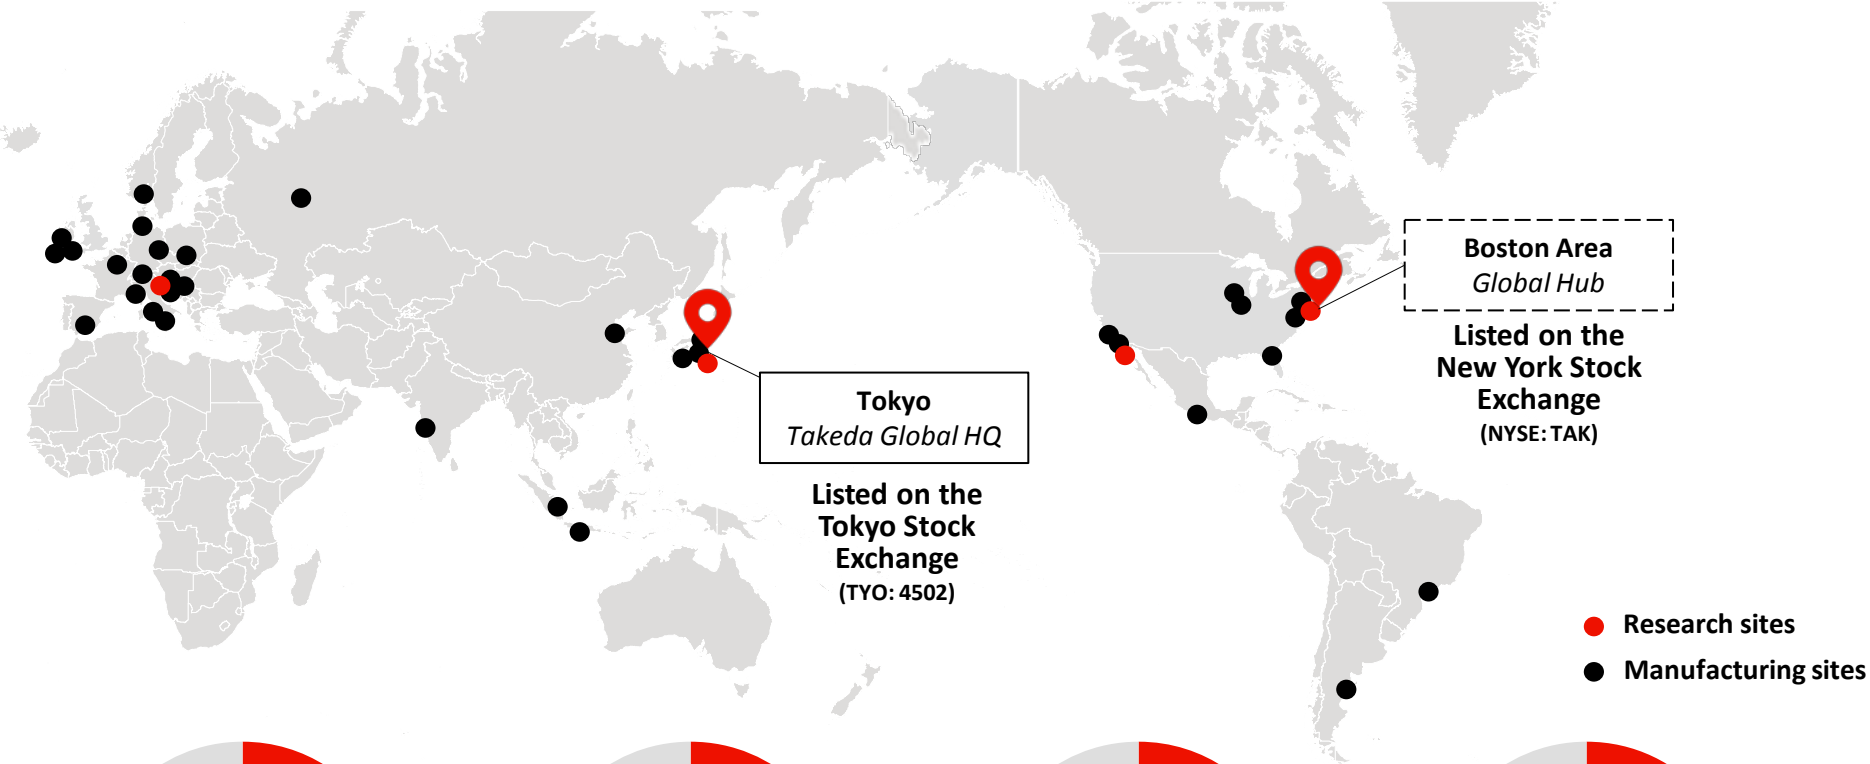 Boston Area
Global Hub
Listed on the
New York Stock
Exchange
(NYSE: TAK)
Tokyo
Takeda Global HQ
Listed on the
Tokyo Stock
Exchange
(TYO: 4502)
Research sites
Manufacturing sites